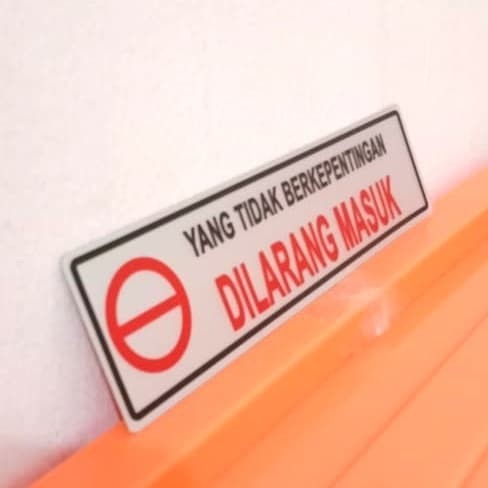 YANG TIDAK BERKEPENTINGAN
DILARANG MASUK